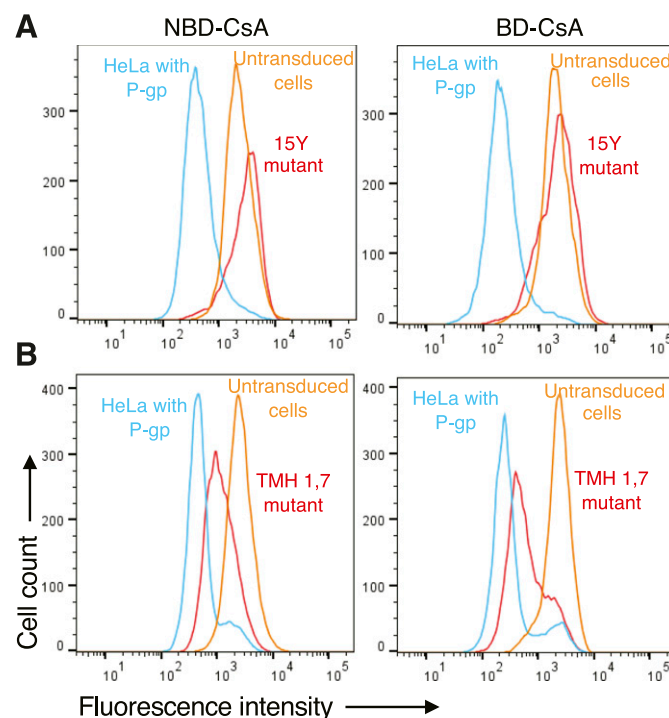 A
NBD-CsA
BD-CsA
HeLa with
P-gp
Untransduced
cells
15Y
mutant
300
200
100
0
10^1
10^2
10^3
10^4
10^5
HeLa with
P-gp
Untransduced
cells
15Y
mutant
300
200
100
0
10^1
10^2
10^3
10^4
10^5
B
HeLa with
P-gp
Untransduced
cells
TMH 1,7
mutant
400
300
200
100
0
10^1
10^2
10^3
10^4
10^5
HeLa with
P-gp
Untransduced
cells
TMH 1,7
mutant
400
300
200
100
0
10^1
10^2
10^3
10^4
10^5
Cell count
Fluorescence intensity